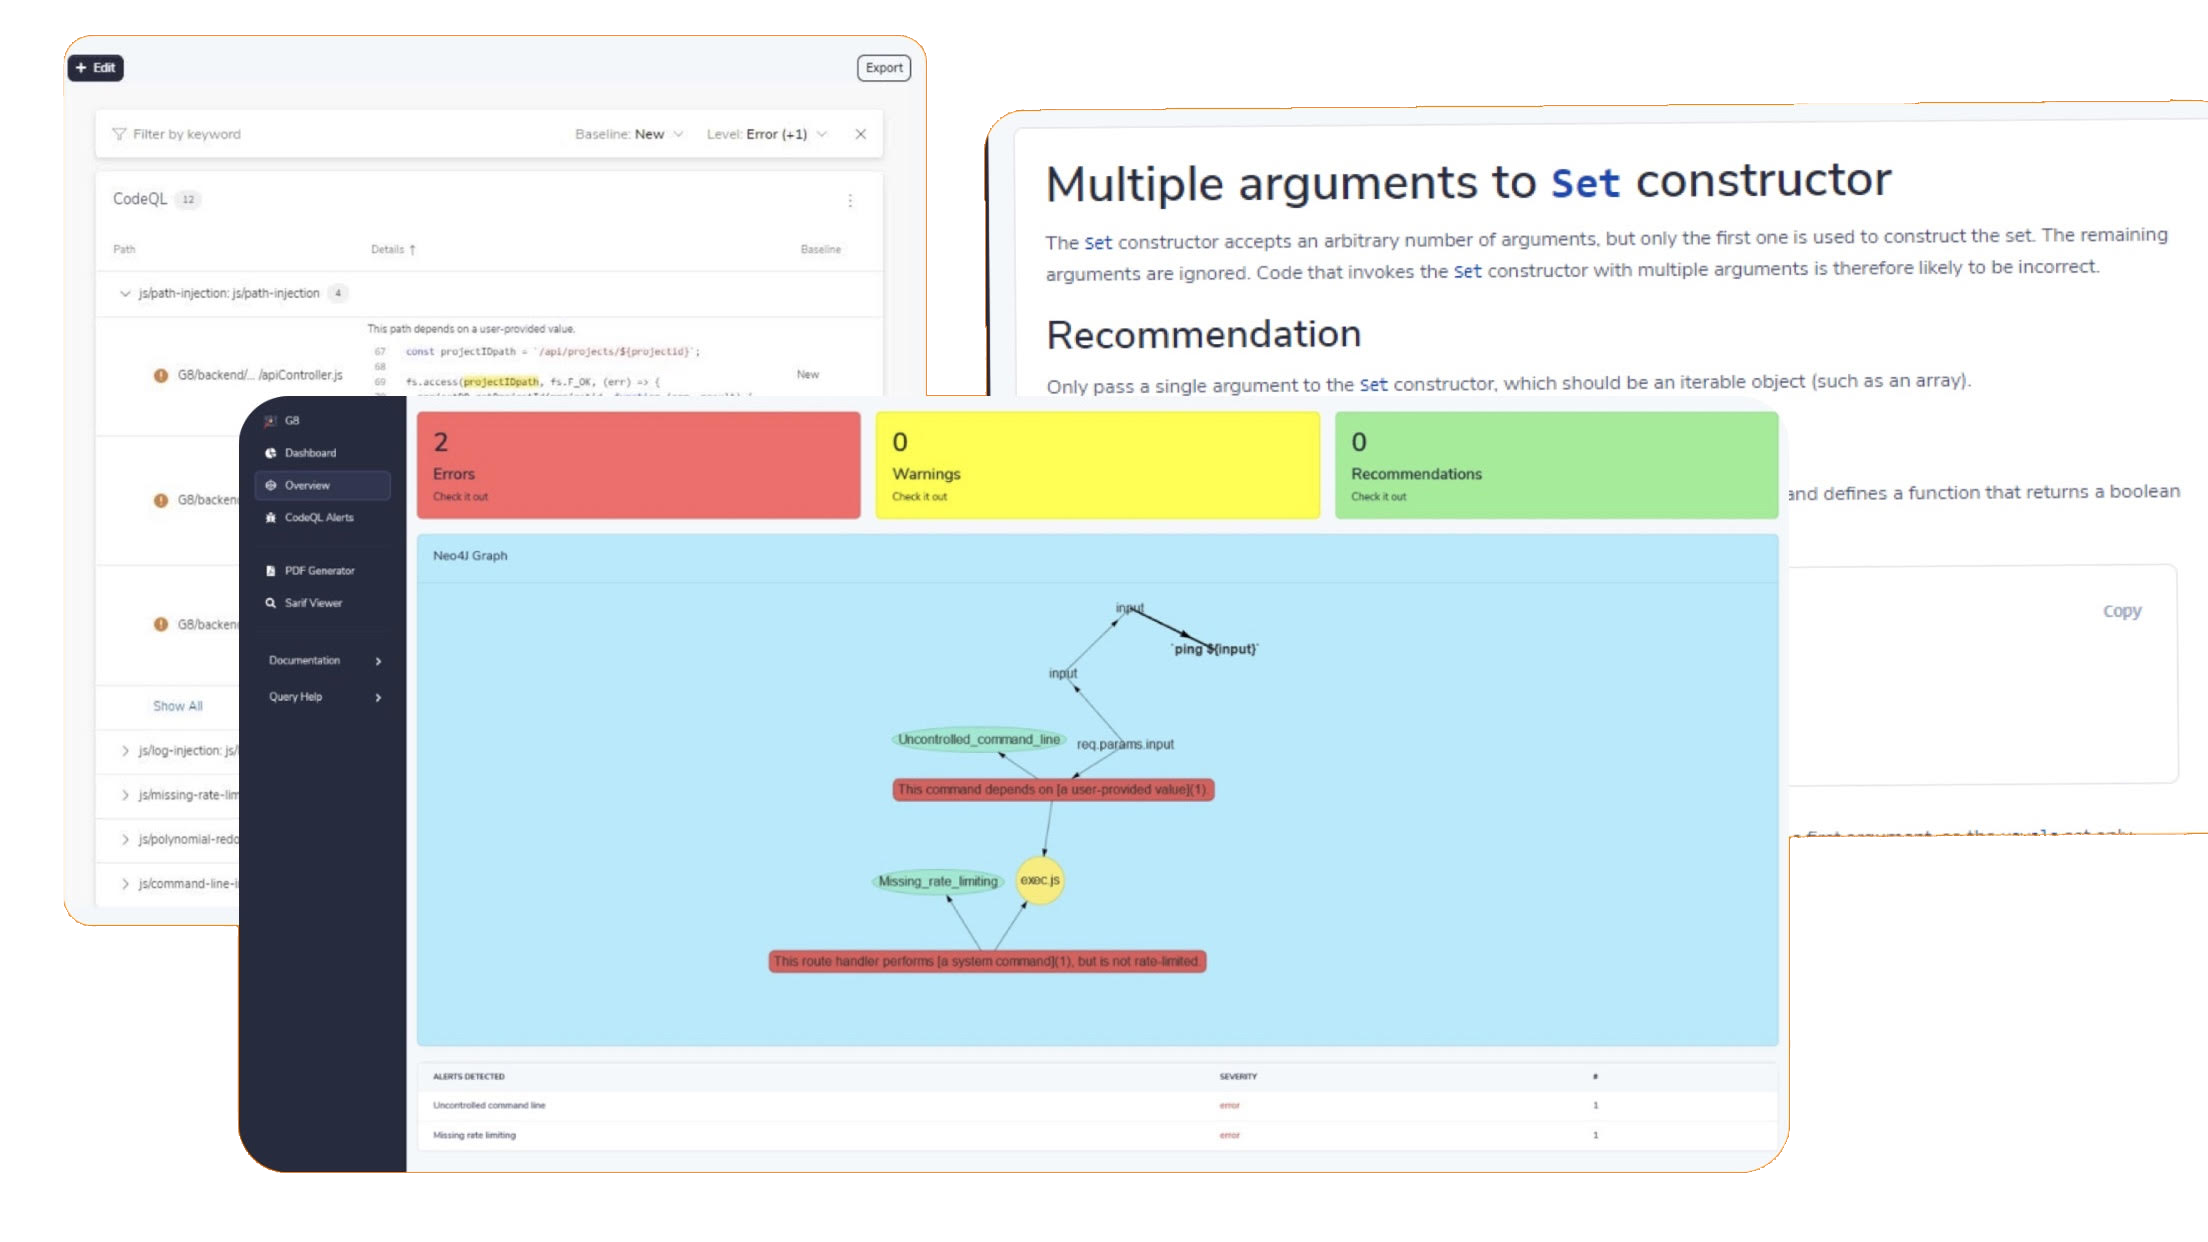 + Edit
Export
Filter by keyword
Baseline: New
Level: Error (+1)
CodeQL 12
Path Details ↑ Baseline
js/path-injection: js/path-injection 4
This path depends on a user-provided value.
67 const projectIDpath = `/api/projects/${projectid}`;
68
69 fs.access(projectIDpath, fs.F_OK, (err) => {
G8/backend/... /apiController.js
New
G8/backen
G8/backen
Show All
js/log-injection: js/
js/missing-rate-lim
js/polynomial-redo
js/command-line-i
Multiple arguments to Set constructor
The Set constructor accepts an arbitrary number of arguments, but only the first one is used to construct the set. The remaining
arguments are ignored. Code that invokes the Set constructor with multiple arguments is therefore likely to be incorrect.
Recommendation
Only pass a single argument to the Set constructor, which should be an iterable object (such as an array).
and defines a function that returns a boolean
Copy
G8
Dashboard
Overview
CodeQL Alerts
PDF Generator
Sarif Viewer
Documentation
Query Help
2
Errors
Check it out
0
Warnings
Check it out
0
Recommendations
Check it out
Neo4J Graph
input
`ping ${input}`
input
Uncontrolled_command_line
req.params.input
This command depends on [a user-provided value](1).
Missing_rate_limiting
exec.js
This route handler performs [a system command](1), but is not rate-limited.
ALERTS DETECTED SEVERITY #
Uncontrolled command line error 1
Missing rate limiting error 1